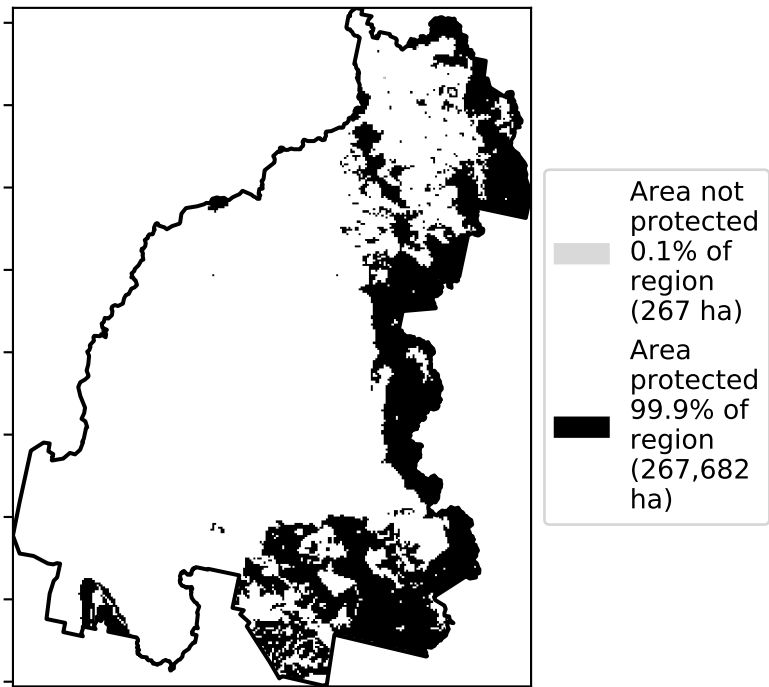 Area not
protected
0.1% of
region
(267 ha)
Area
protected
99.9% of
region
(267,682
ha)